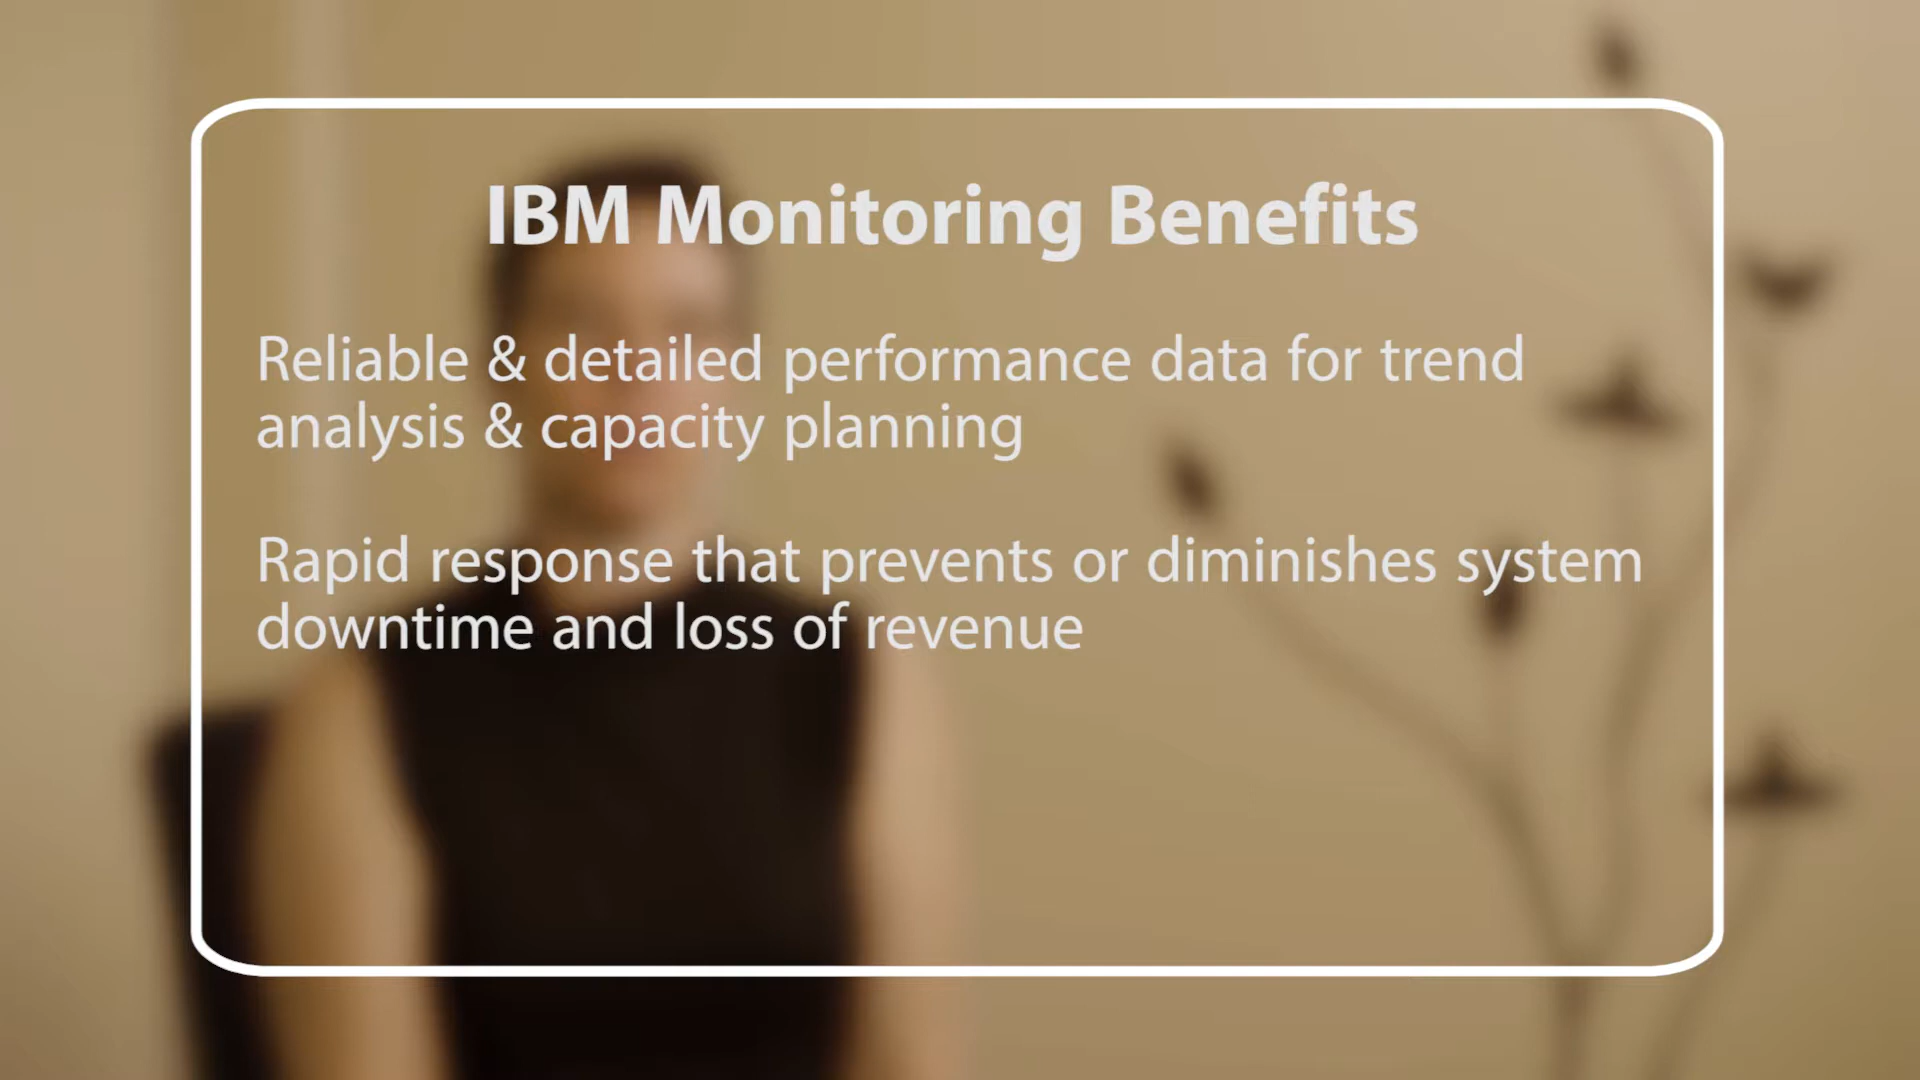 IBM Monitoring Benefits
Reliable & detailed performance data for trend
analysis & capacity planning
Rapid response that prevents or diminishes system
downtime and loss of revenue